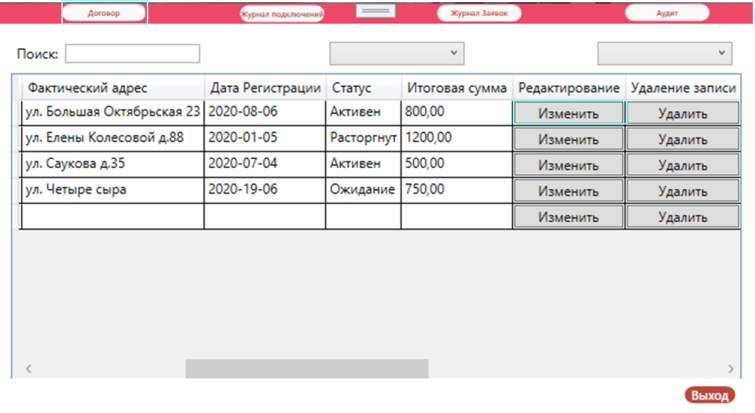 Договор Журнал подключений Журнал Заявок Аудит
Поиск:
Фактический адрес Дата Регистрации Статус Итоговая сумма Редактирование Удаление записи
ул. Большая Октябрьская 23 2020-08-06 Активен 800,00 Изменить Удалить
ул. Елены Колесовой д.88 2020-01-05 Расторгнут 1200,00 Изменить Удалить
ул. Саукова д.35 2020-07-04 Активен 500,00 Изменить Удалить
ул. Четыре сыра 2020-19-06 Ожидание 750,00 Изменить Удалить
Изменить Удалить
Выход